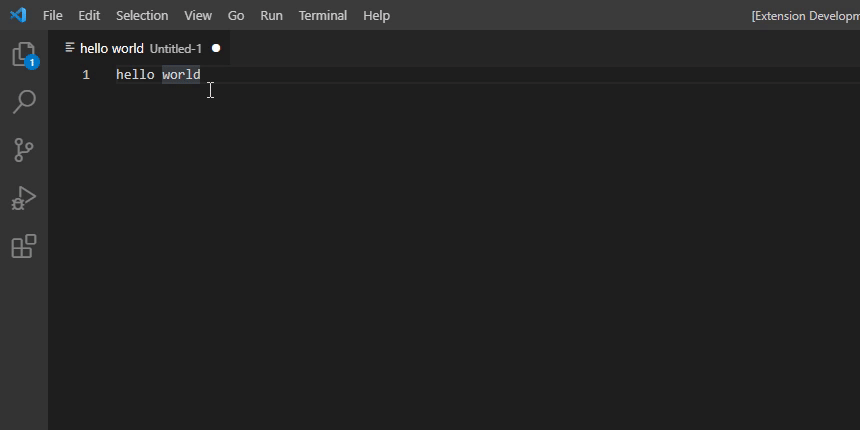 File Edit Selection View Go Run Terminal Help [Extension Developm
hello world Untitled-1
1
1 hello world